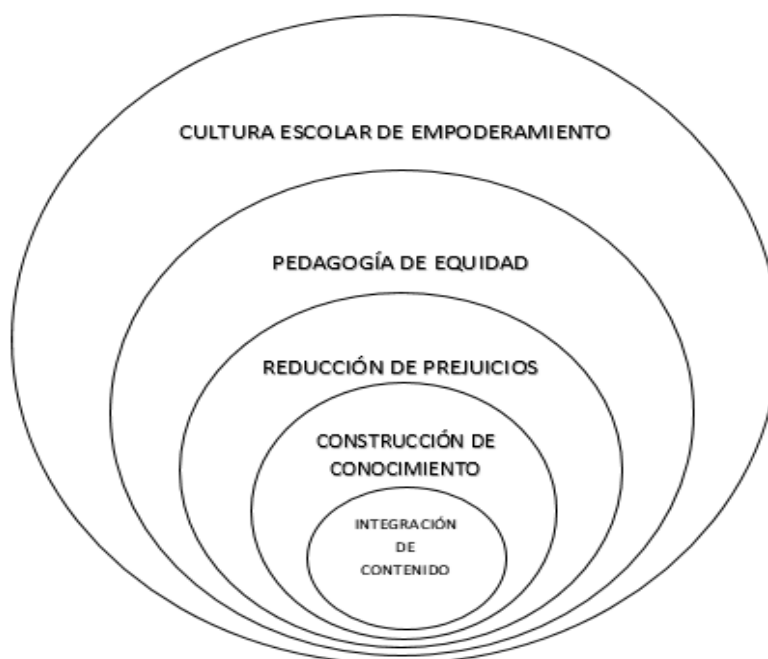 CULTURA ESCOLAR DE EMPODERAMIENTO
PEDAGOGÍA DE EQUIDAD
REDUCCIÓN DE PREJUICIOS
CONSTRUCCIÓN DE
CONOCIMIENTO
INTEGRACIÓN
DE
CONTENIDO